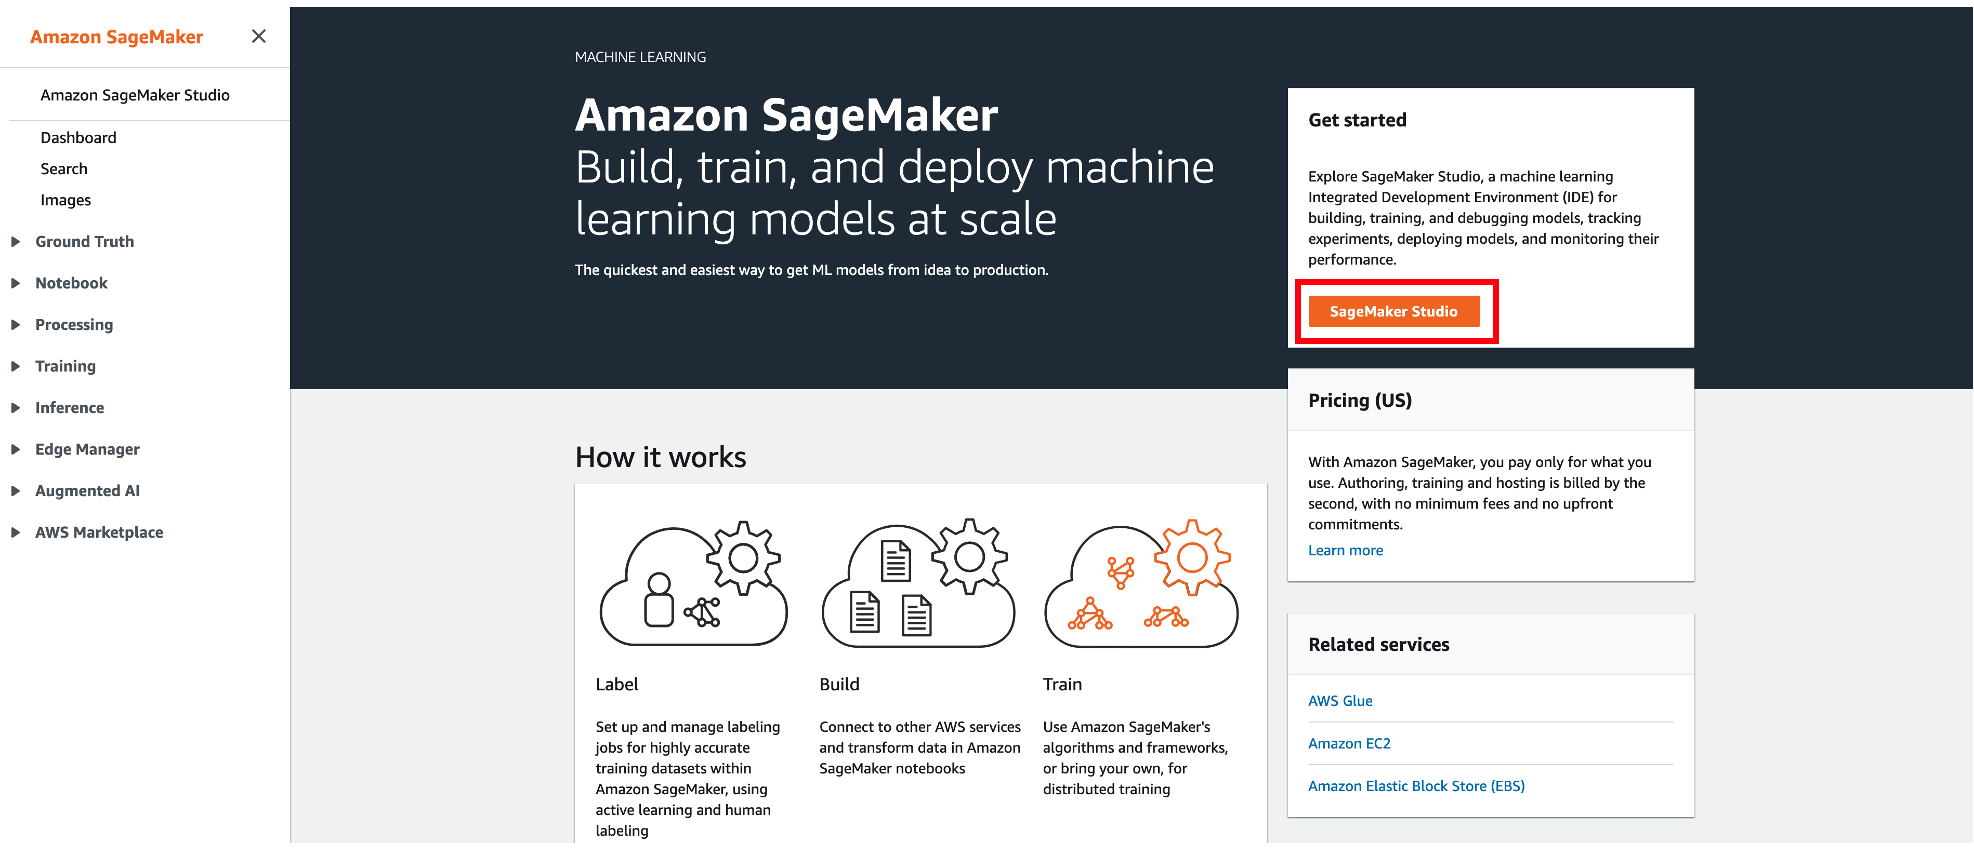 Amazon SageMaker
Amazon SageMaker Studio
Dashboard
Search
Images
Ground Truth
Notebook
Processing
Training
Inference
Edge Manager
Augmented AI
AWS Marketplace
MACHINE LEARNING
Amazon SageMaker
Build, train, and deploy machine
learning models at scale
The quickest and easiest way to get ML models from idea to production.
Get started
Explore SageMaker Studio, a machine learning
Integrated Development Environment (IDE) for
building, training, and debugging models, tracking
experiments, deploying models, and monitoring their
performance.
SageMaker Studio
Pricing (US)
With Amazon SageMaker, you pay only for what you
use. Authoring, training and hosting is billed by the
second, with no minimum fees and no upfront
commitments.
Learn more
Related services
AWS Glue
Amazon EC2
Amazon Elastic Block Store (EBS)
How it works
Label
Set up and manage labeling
jobs for highly accurate
training datasets within
Amazon SageMaker, using
active learning and human
labeling
Build
Connect to other AWS services
and transform data in Amazon
SageMaker notebooks
Train
Use Amazon SageMaker's
algorithms and frameworks,
or bring your own, for
distributed training